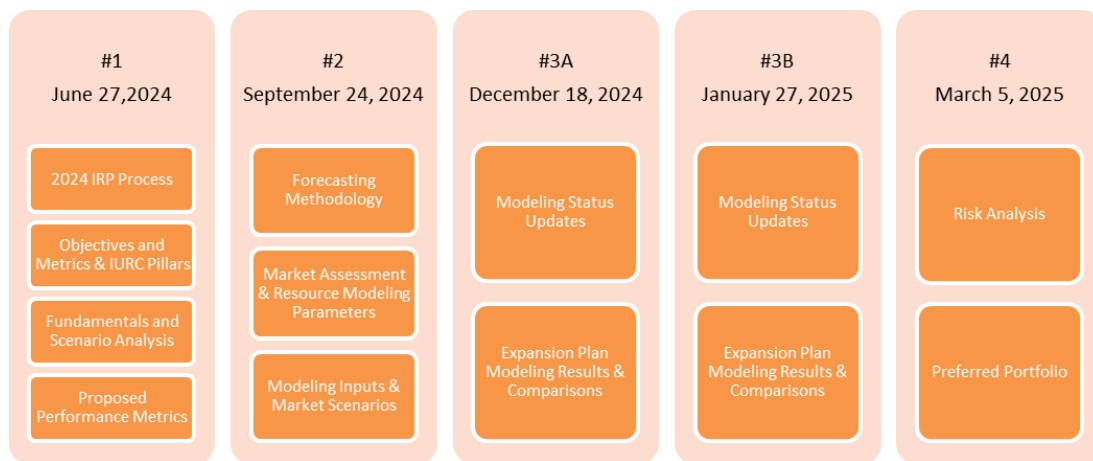 #1
June 27,2024
2024 IRP Process
Objectives and
Metrics & IURC Pillars
Fundamentals and
Scenario Analysis
Proposed
Performance Metrics
#2
September 24, 2024
Forecasting
Methodology
Market Assessment
& Resource Modeling
Parameters
Modeling Inputs &
Market Scenarios
#3A
December 18, 2024
Modeling Status
Updates
Expansion Plan
Modeling Results &
Comparisons
#3B
January 27, 2025
Modeling Status
Updates
Expansion Plan
Modeling Results &
Comparisons
#4
March 5, 2025
Risk Analysis
Preferred Portfolio